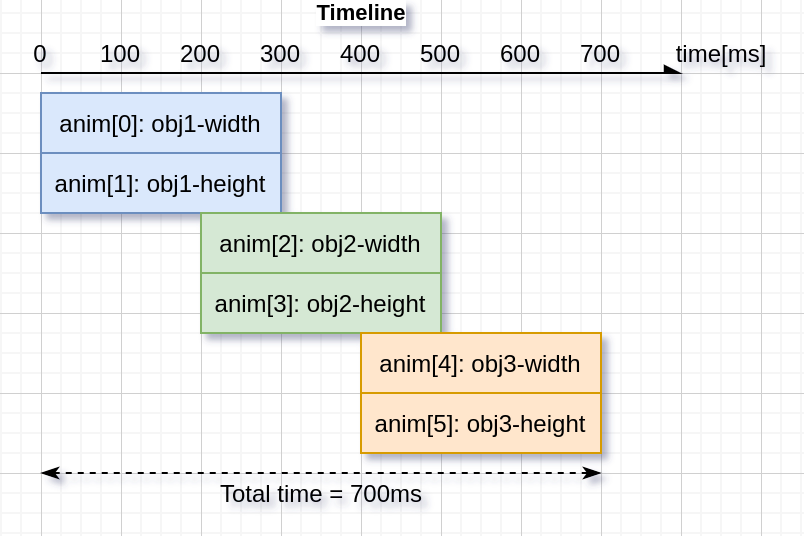 Timeline
0 100 200 300 400 500 600 700 time[ms]
anim[0]: obj1-width
anim[1]: obj1-height
anim[2]: obj2-width
anim[3]: obj2-height
anim[4]: obj3-width
anim[5]: obj3-height
Total time = 700ms